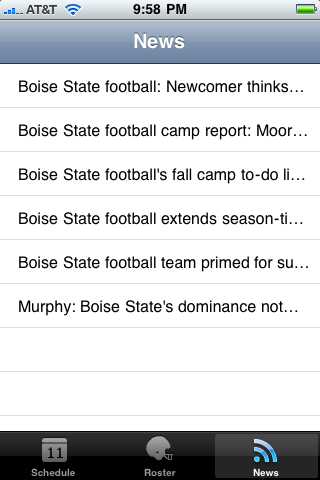 AT&T 9:58 PM
News
Boise State football: Newcomer thinks...
Boise State football camp report: Moor...
Boise State football's fall camp to-do li...
Boise State football extends season-ti...
Boise State football team primed for su...
Murphy: Boise State's dominance not...
11
Schedule Roster News